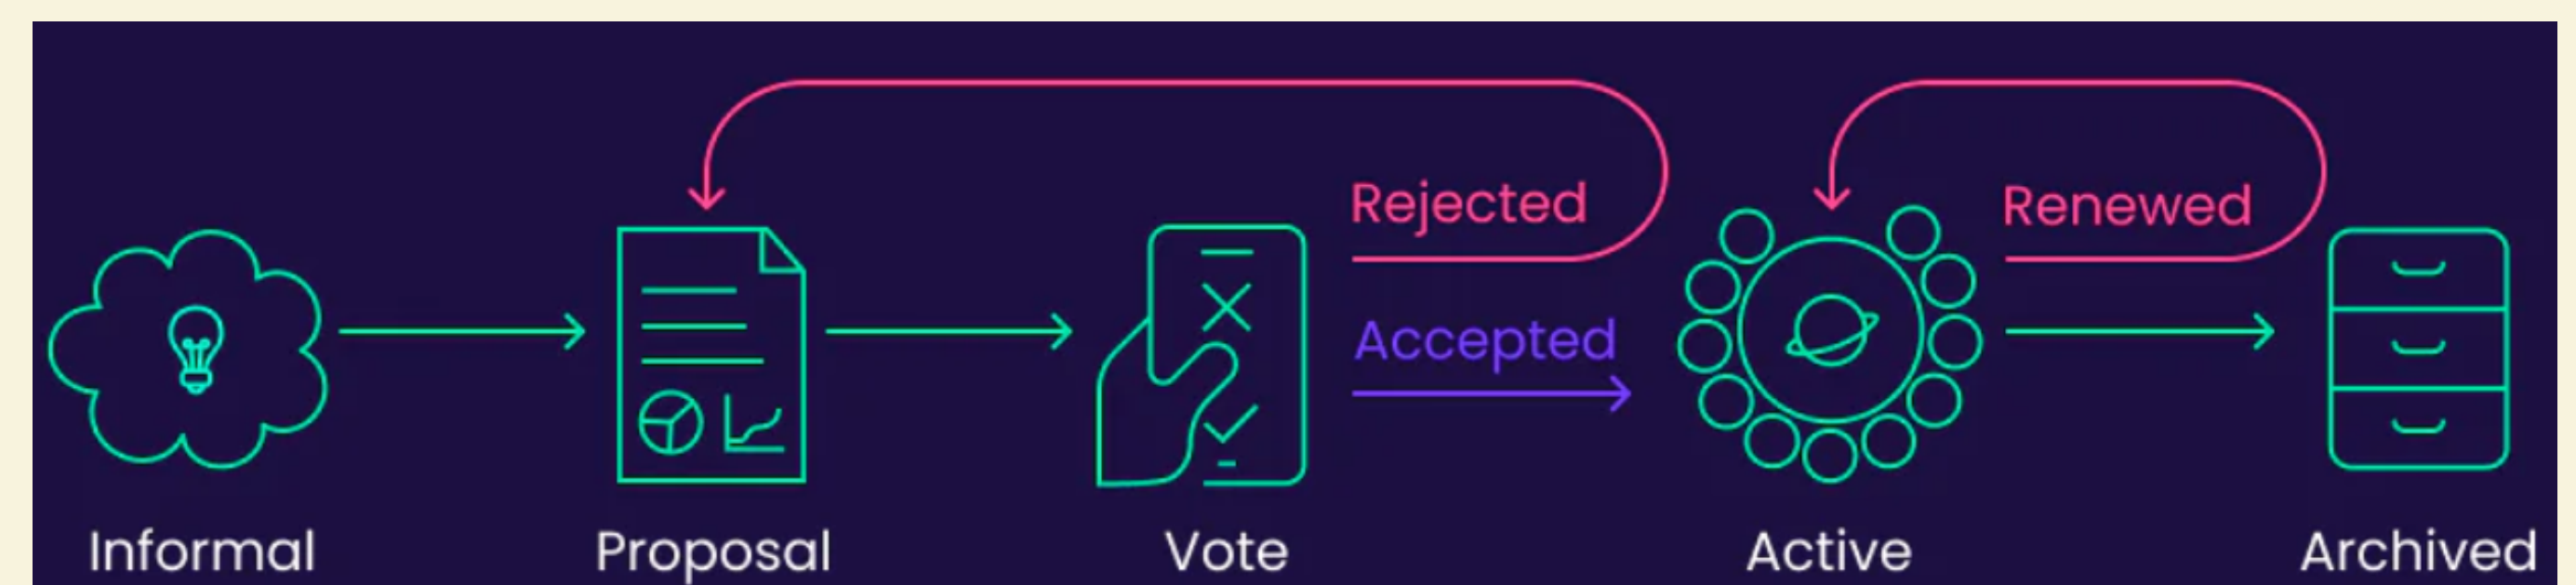 Rejected
Renewed
Accepted
Informal
Proposal
Vote
Active
Archived